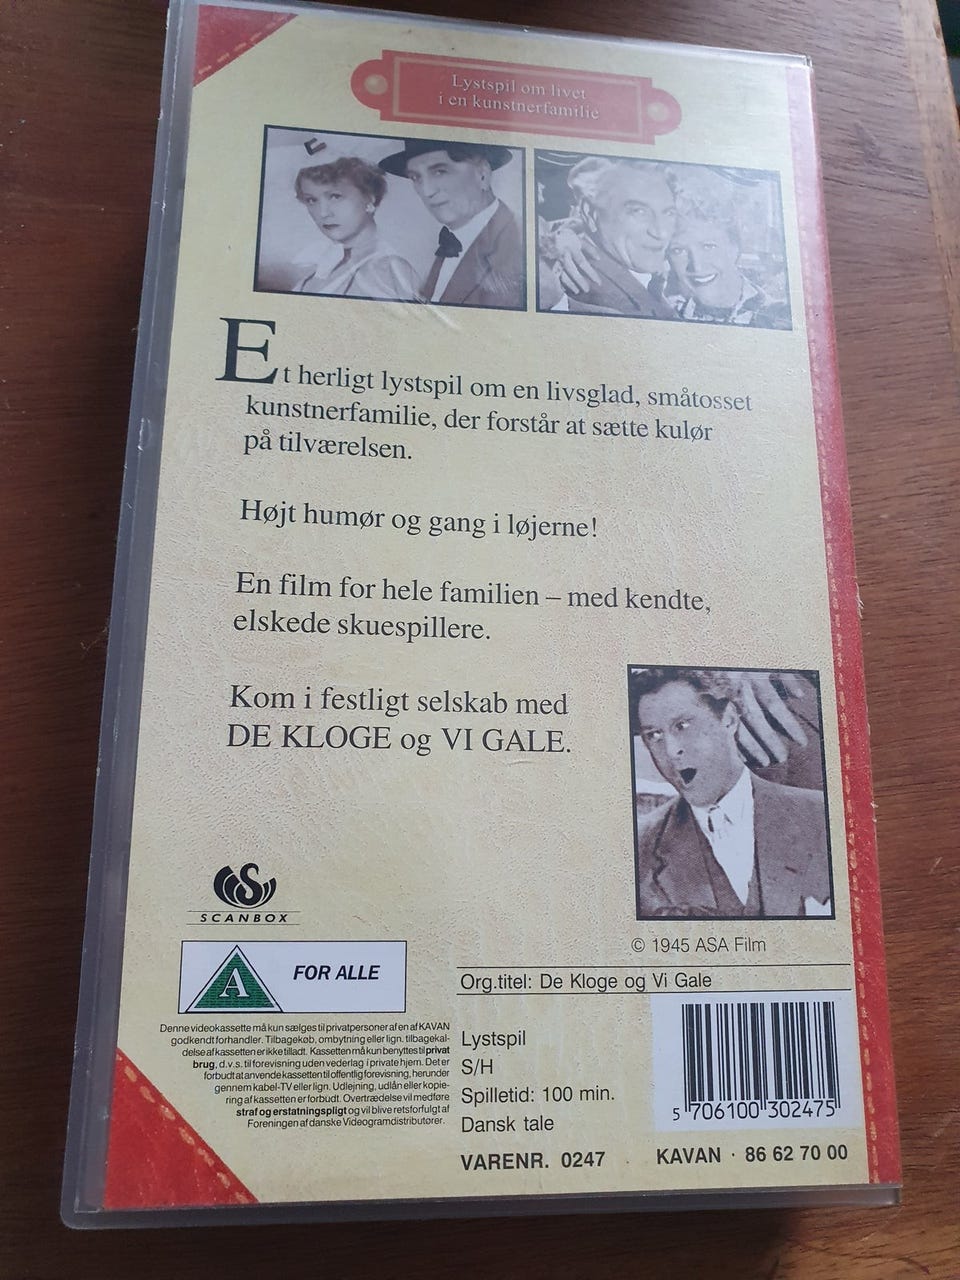 Lystspil om livet
i en kunstnerfamilie
Et herligt lystspil om en livsglad, småtosset
kunstnerfamilie, der forstår at sætte kulør
på tilværelsen.
Højt humør og gang i løjerne!
En film for hele familien – med kendte,
elskede skuespillere.
Kom i festligt selskab med
DE KLOGE og VI GALE.
S
SCANBOX
A
FOR ALLE
Denne videokassette må kun sælges til privatpersoner af en af KAVAN
godkendt forhandler. Tilbagekøb, ombytning eller lign. tilbagekal-
delse af kassetten er ikke tilladt. Kassetten må kun benyttes til privat
brug, d.v.s. til forevisning uden vederlag i private hjem. Det er
forbudt at anvende kassetten til offentlig forevisning, herunder
gennem kabel-TV eller lign. Udlejning, udlån eller kopie-
ring af kassetten er forbudt. Overtrædelse vil medføre
straf og erstatningspligt og vil blive retsforfulgt af
Foreningen af danske Videogramdistributører.
© 1945 ASA Film
Org.titel: De Kloge og Vi Gale
Lystspil
S/H
Spilletid: 100 min.
Dansk tale
VARENR. 0247
5 706100 302475
KAVAN · 86 62 70 00